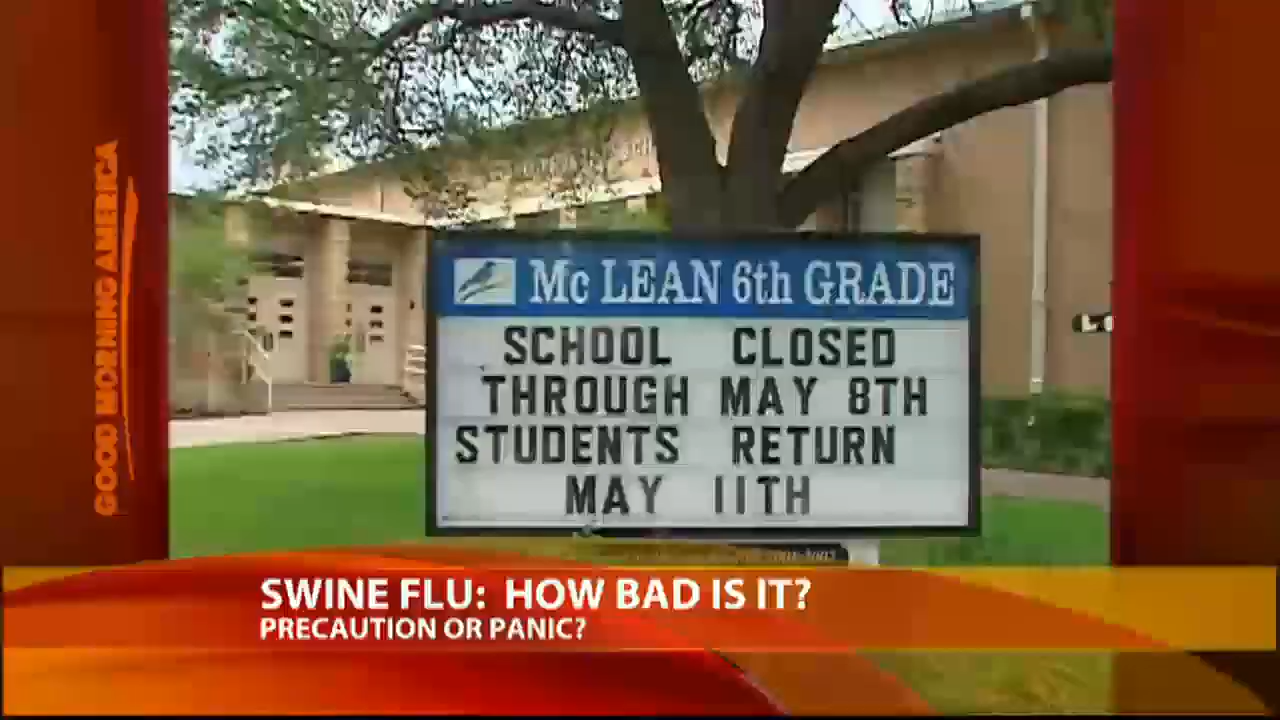 GOOD MORNING AMERICA
Mc LEAN 6th GRADE
SCHOOL CLOSED
THROUGH MAY 8TH
STUDENTS RETURN
MAY 11TH
SWINE FLU: HOW BAD IS IT?
PRECAUTION OR PANIC?